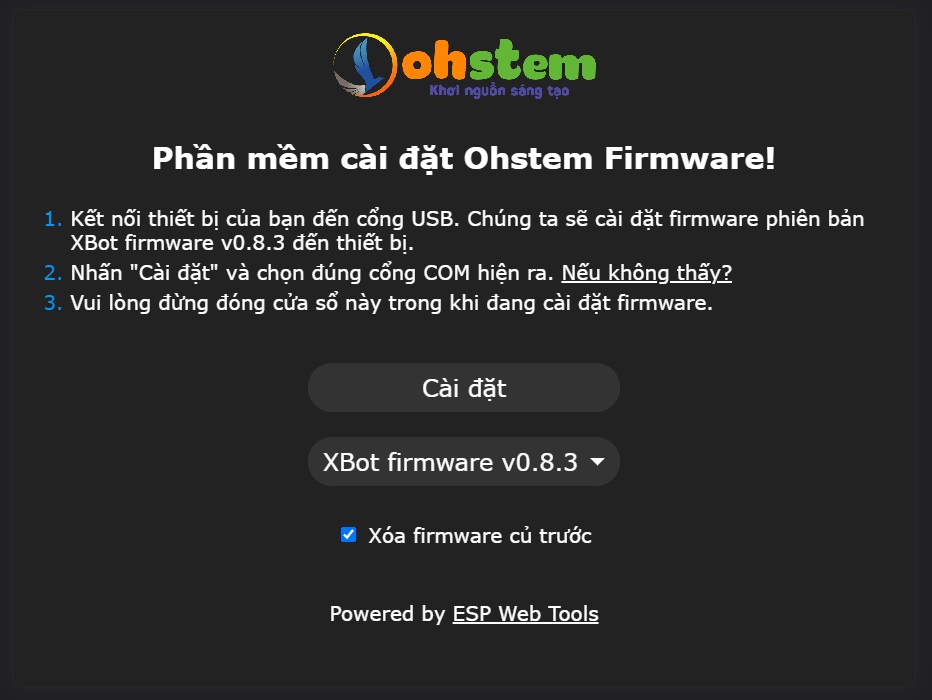 ohstem
Khơi nguồn sáng tạo
Phần mềm cài đặt Ohstem Firmware!
1. Kết nối thiết bị của bạn đến cổng USB. Chúng ta sẽ cài đặt firmware phiên bản
XBot firmware v0.8.3 đến thiết bị.
2. Nhấn "Cài đặt" và chọn đúng cổng COM hiện ra. Nếu không thấy?
3. Vui lòng đừng đóng cửa sổ này trong khi đang cài đặt firmware.
Cài đặt
XBot firmware v0.8.3
Xóa firmware củ trước
Powered by ESP Web Tools